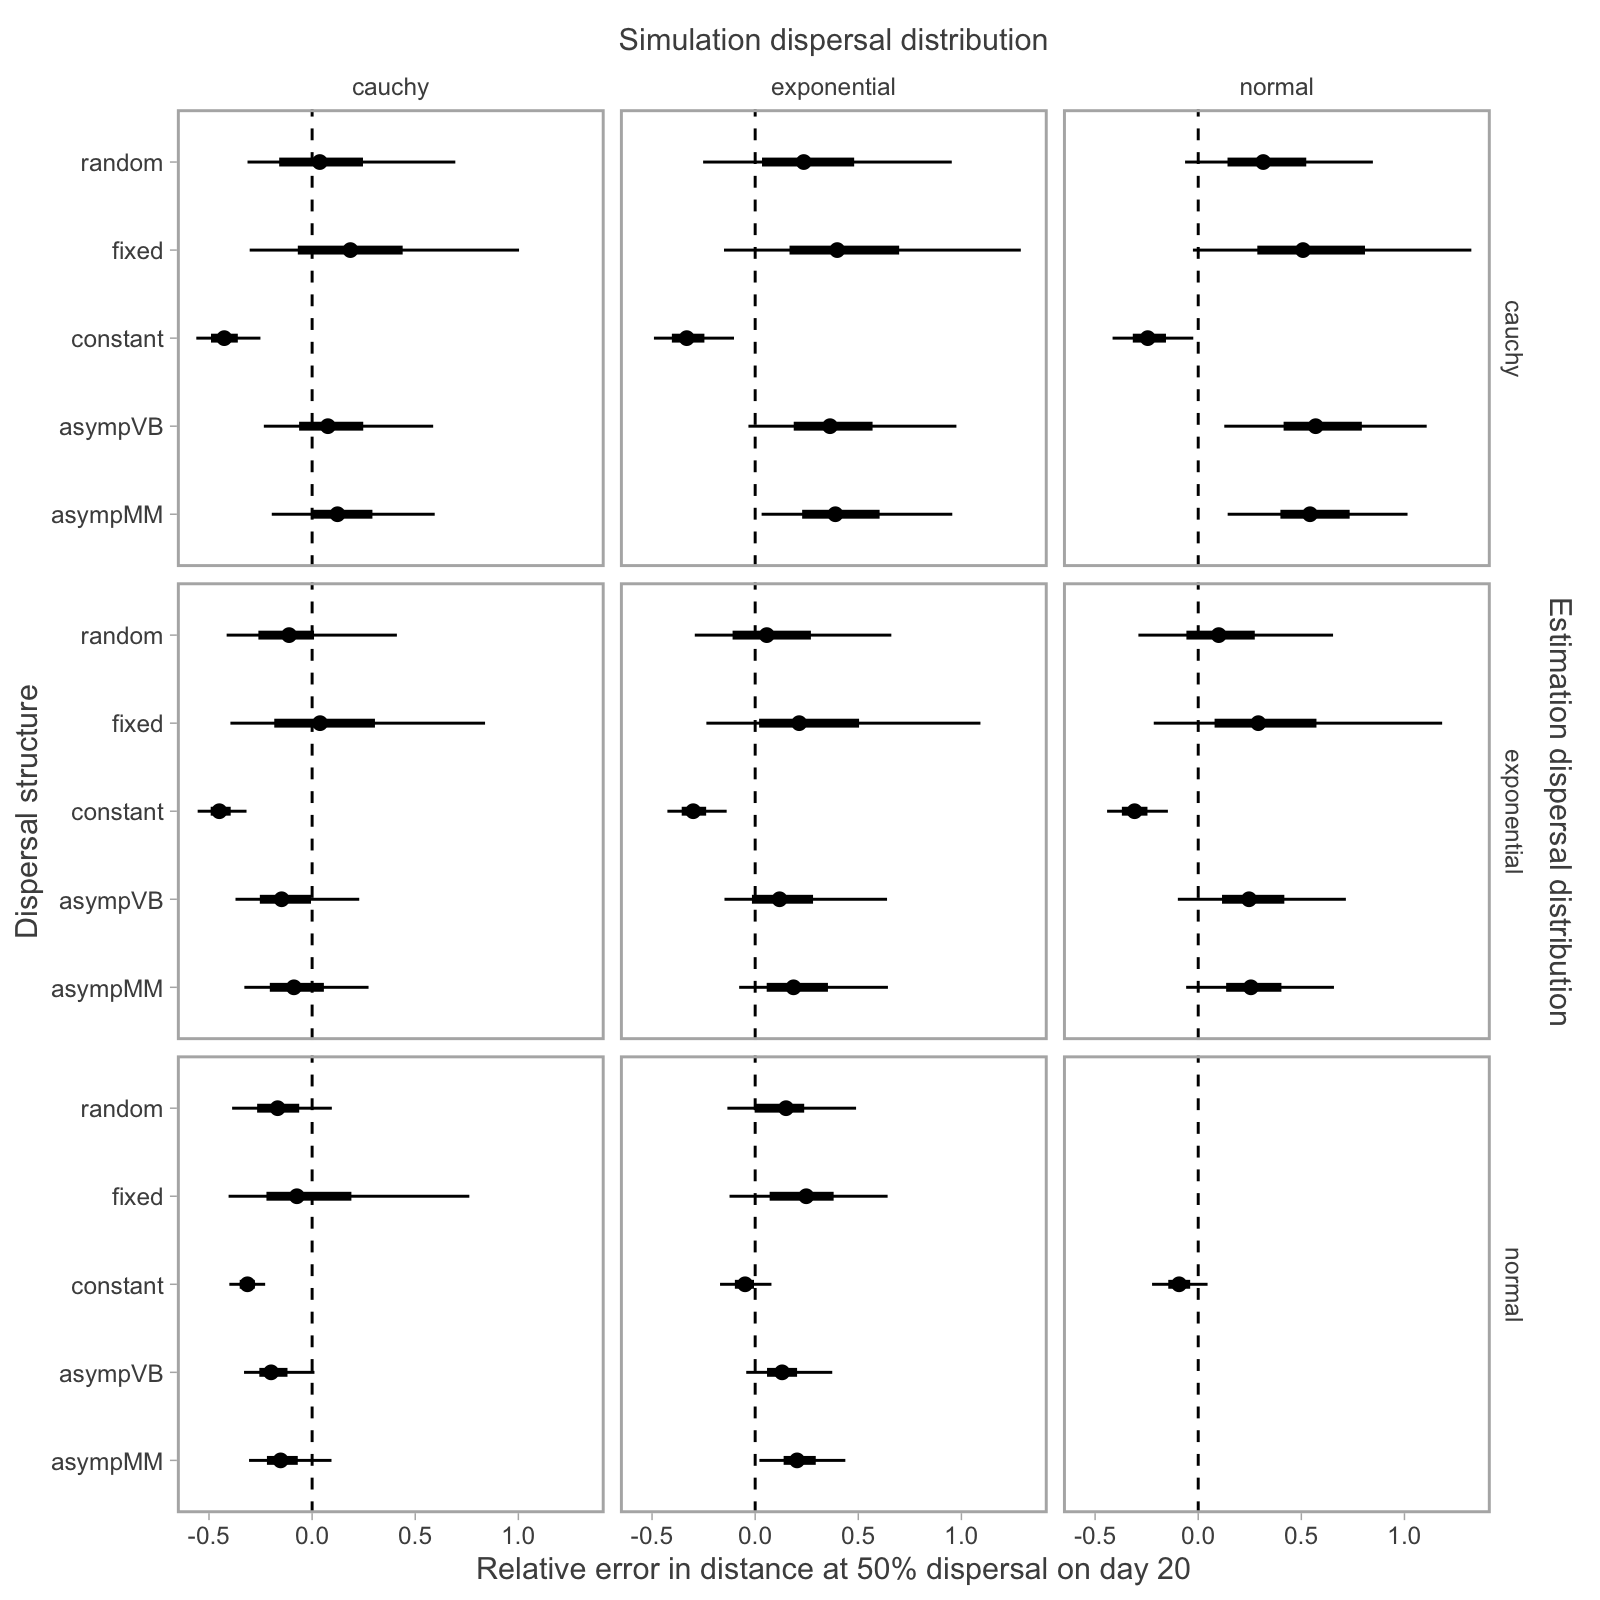 Simulation dispersal distribution
cauchy
exponential
normal
random
fixed
constant
asympVB
asympMM
cauchy
random
fixed
constant
asympVB
asympMM
exponential
random
fixed
constant
asympVB
asympMM
normal
Dispersal structure
Estimation dispersal distribution
-0.5 0.0 0.5 1.0
-0.5 0.0 0.5 1.0
-0.5 0.0 0.5 1.0
Relative error in distance at 50% dispersal on day 20